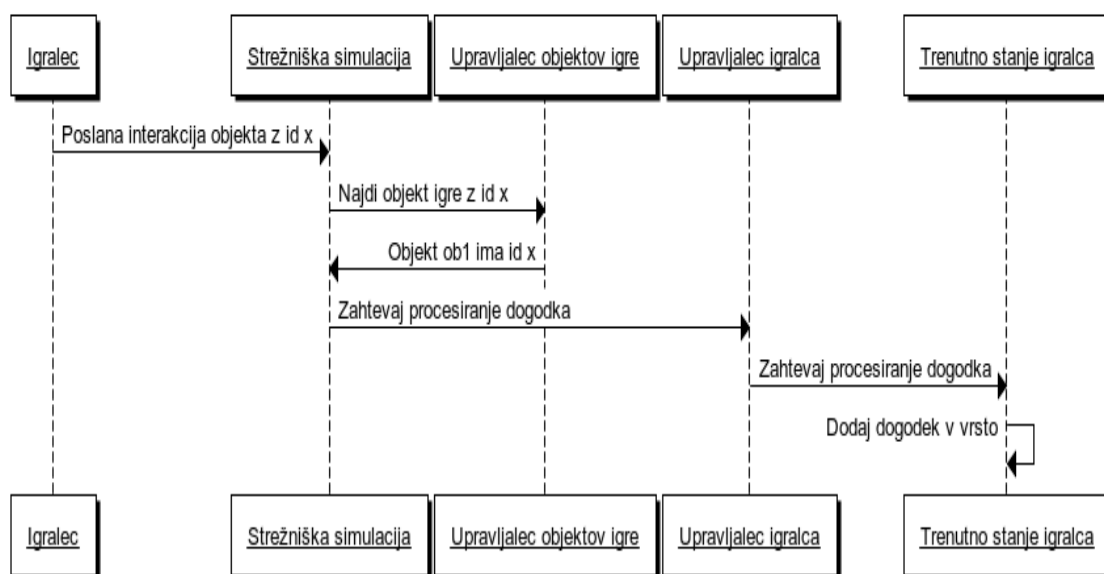 Igralec
Strežniška simulacija
Upravljalec objektov igre
Upravljalec igralca
Trenutno stanje igralca
Poslana interakcija objekta z id x
Najdi objekt igre z id x
Objekt ob1 ima id x
Zahtevaj procesiranje dogodka
Zahtevaj procesiranje dogodka
Dodaj dogodek v vrsto
Igralec
Strežniška simulacija
Upravljalec objektov igre
Upravljalec igralca
Trenutno stanje igralca